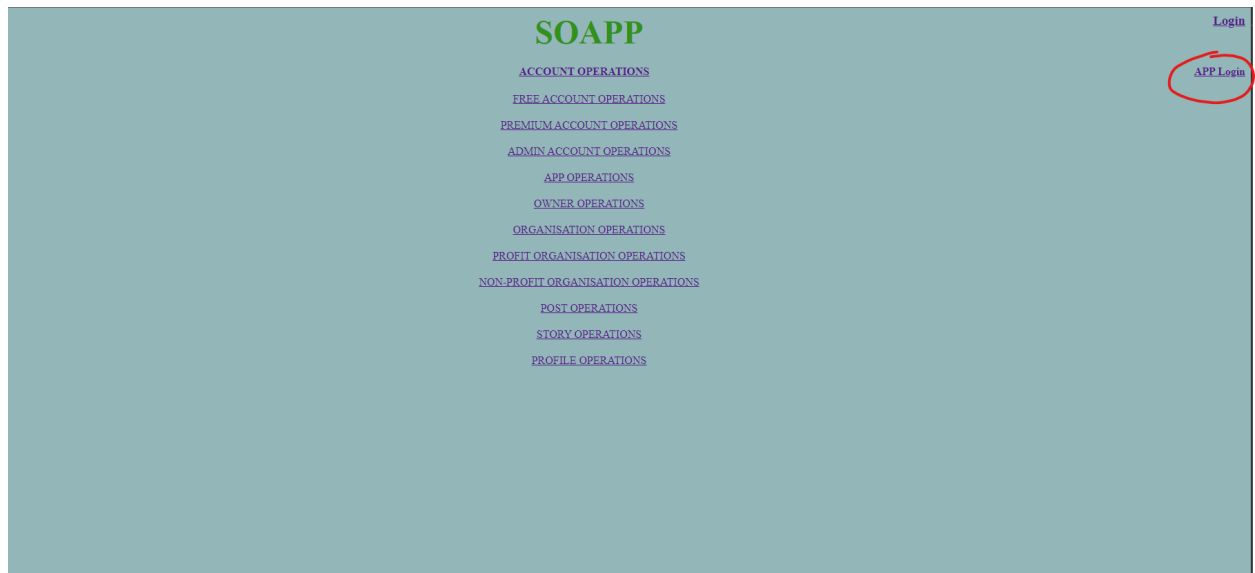 SOAPP
Login
ACCOUNT OPERATIONS
APP Login
FREE ACCOUNT OPERATIONS
PREMIUM ACCOUNT OPERATIONS
ADMIN ACCOUNT OPERATIONS
APP OPERATIONS
OWNER OPERATIONS
ORGANISATION OPERATIONS
PROFIT ORGANISATION OPERATIONS
NON-PROFIT ORGANISATION OPERATIONS
POST OPERATIONS
STORY OPERATIONS
PROFILE OPERATIONS